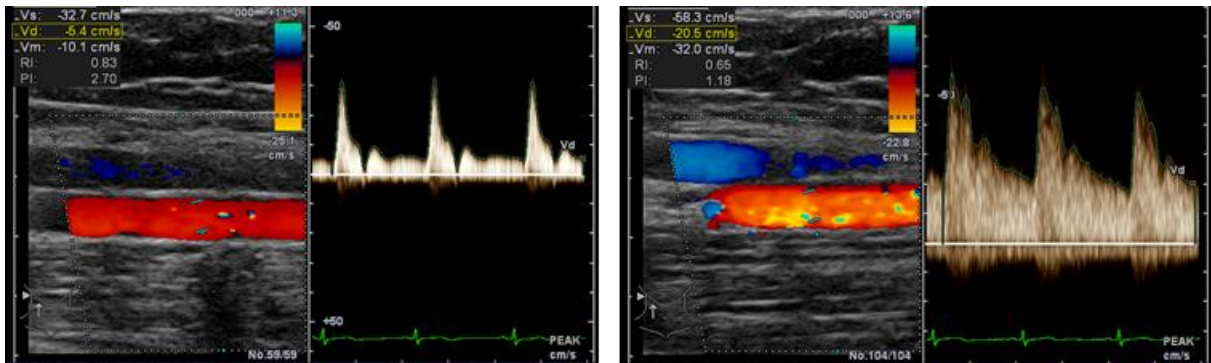 Vs: -32.7 cm/s
Vd: -5.4 cm/s
Vm: -10.1 cm/s
RI: 0.83
PI: 2.70
-50
Vd
cm/s
+50
PEAK
No.59/59
cm/s
Vs: -58.3 cm/s
Vd: -20.5 cm/s
Vm: -32.0 cm/s
RI: 0.65
PI: 1.18
-50
-22.8
cm/s
Vd
PEAK
No.104/104
cm/s